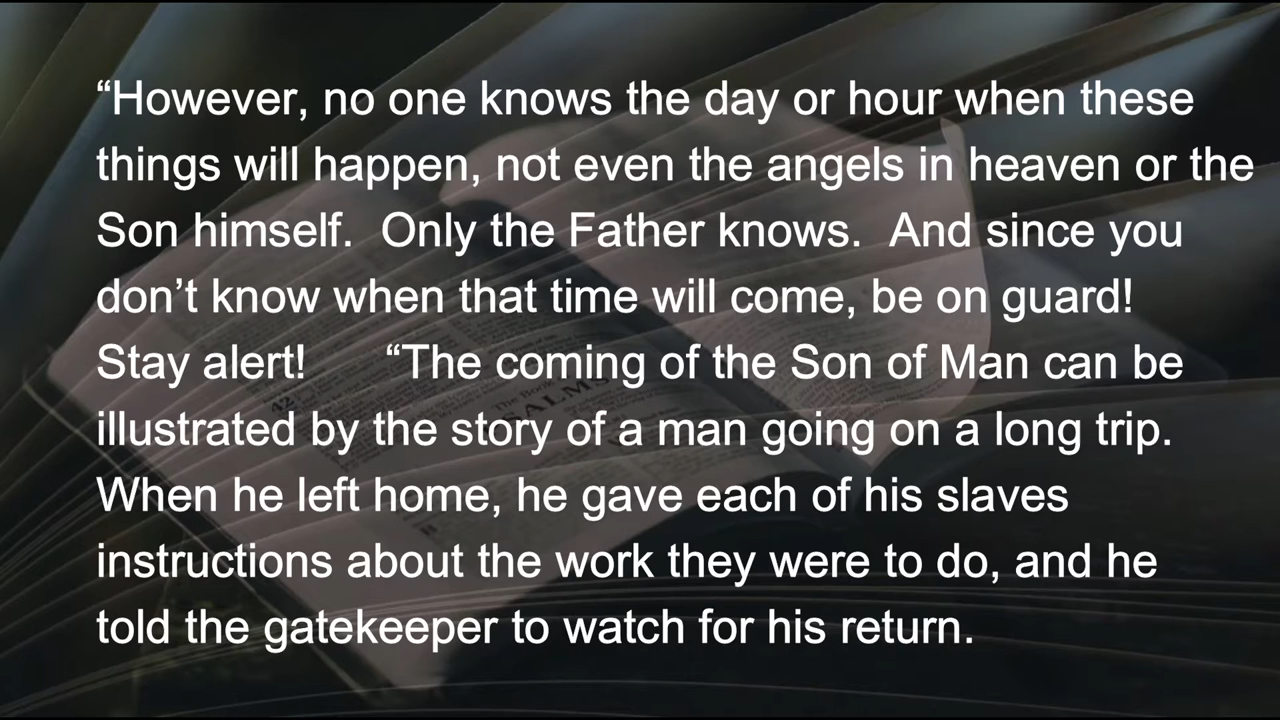 “However, no one knows the day or hour when these
things will happen, not even the angels in heaven or the
Son himself.  Only the Father knows.  And since you
don’t know when that time will come, be on guard!
Stay alert!      “The coming of the Son of Man can be
illustrated by the story of a man going on a long trip.
When he left home, he gave each of his slaves
instructions about the work they were to do, and he
told the gatekeeper to watch for his return.
42
The Book
PSALMS